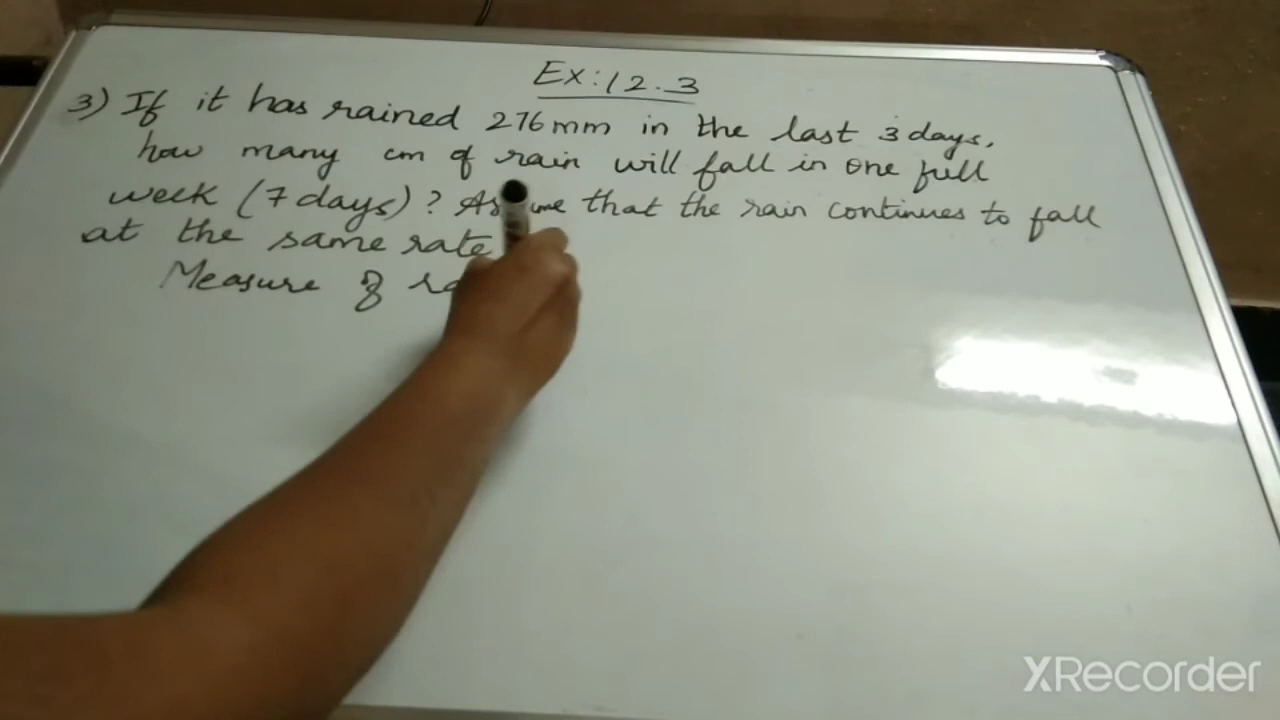 Ex: 12.3
3) If it has rained 276mm in the last 3 days,
how many cm of rain will fall in one full
week (7 days)? that the rain continues to fall
at the same rate
Measure of
XRecorder